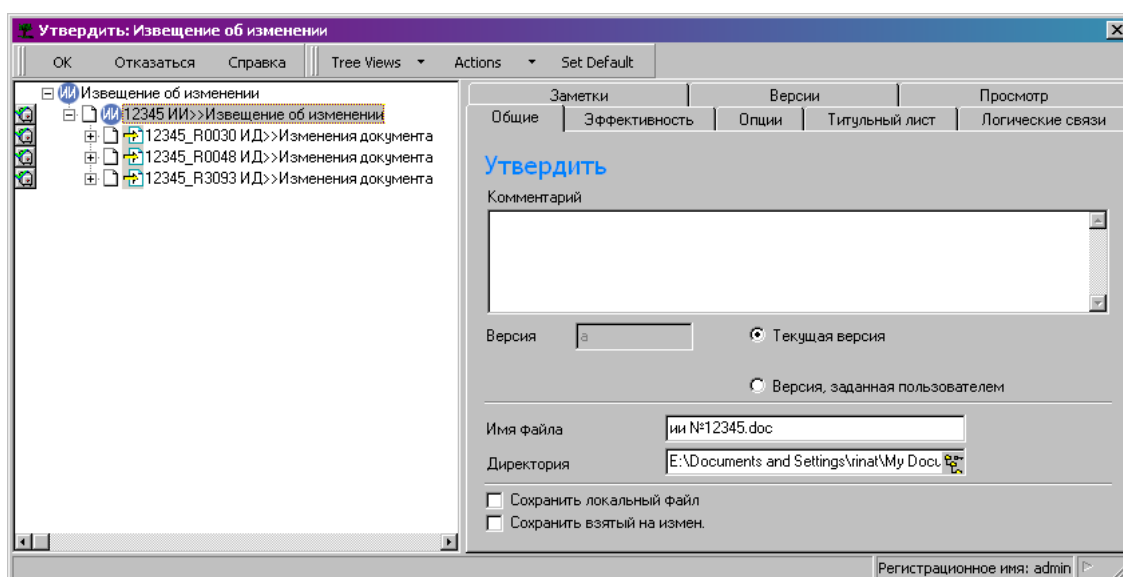 Утвердить: Извещение об изменении
OK Отказаться Справка Tree Views Actions Set Default
Извещение об изменении
12345 ИИ>>Извещение об изменении
12345_R0030 ИД>>Изменения документа
12345_R0048 ИД>>Изменения документа
12345_R3093 ИД>>Изменения документа
Заметки Версии Просмотр
Общие Эффективность Опции Титульный лист Логические связи
Утвердить
Комментарий
Версия a Текущая версия
Версия, заданная пользователем
Имя файла ии №12345.doc
Директория E:\Documents and Settings\rinat\My Docu
Сохранить локальный файл
Сохранить взятый на измен.
Регистрационное имя: admin